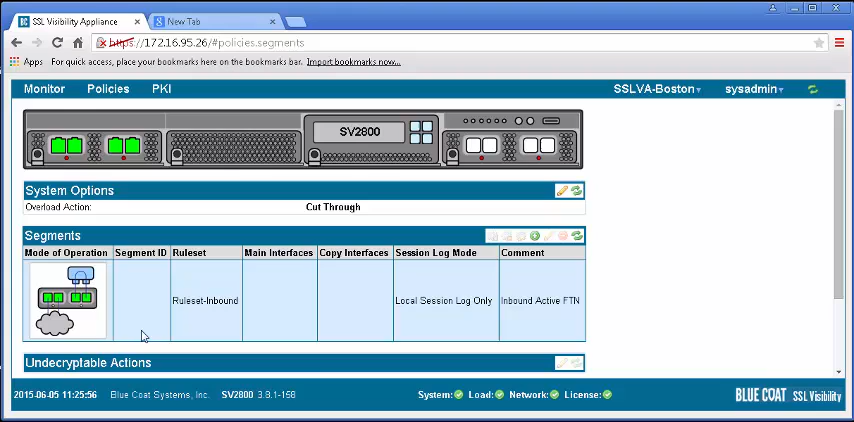 SSL Visibility Appliance
New Tab
https://172.16.95.26/#policies.segments
Apps For quick access, place your bookmarks here on the bookmarks bar. Import bookmarks now...
Monitor Policies PKI SSLVA-Boston sysadmin
SV2800
System Options
Overload Action: Cut Through
Segments
Mode of Operation Segment ID Ruleset Main Interfaces Copy Interfaces Session Log Mode Comment
Ruleset-Inbound Local Session Log Only Inbound Active FTN
Undecryptable Actions
2015-06-05 11:25:56 Blue Coat Systems, Inc. SV2800 3.8.1-158 System: Load: Network: License: BLUE COAT SSL Visibility